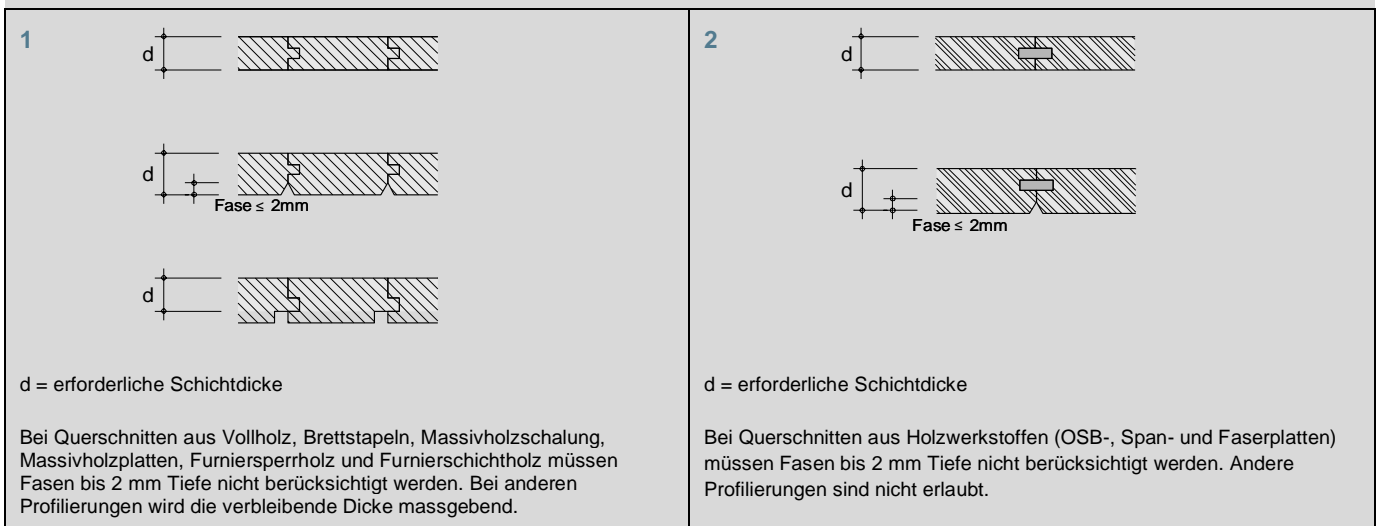 1
d
d
Fase ≤ 2mm
d
d = erforderliche Schichtdicke
Bei Querschnitten aus Vollholz, Brettstapeln, Massivholzschalung,
Massivholzplatten, Furniersperrholz und Furnierschichtholz müssen
Fasen bis 2 mm Tiefe nicht berücksichtigt werden. Bei anderen
Profilierungen wird die verbleibende Dicke massgebend.
2
d
d
Fase ≤ 2mm
d = erforderliche Schichtdicke
Bei Querschnitten aus Holzwerkstoffen (OSB-, Span- und Faserplatten)
müssen Fasen bis 2 mm Tiefe nicht berücksichtigt werden. Andere
Profilierungen sind nicht erlaubt.